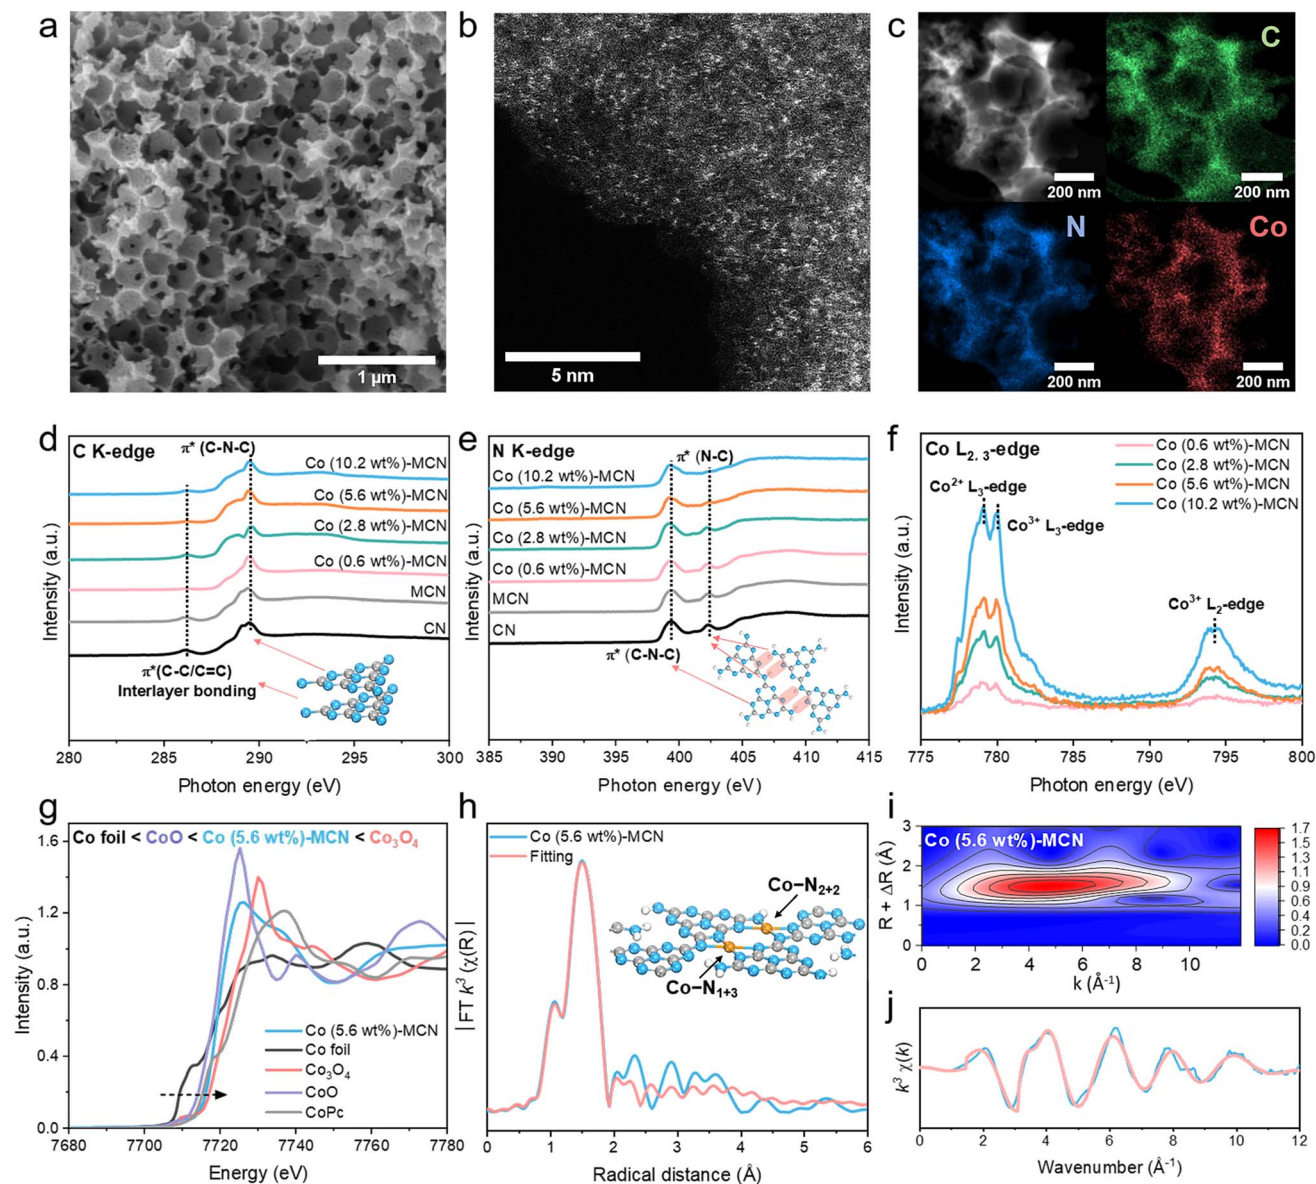 a
1 μm
b
5 nm
c
C
200 nm
200 nm
N
Co
200 nm
200 nm
d
C K-edge
π* (C-N-C)
Co (10.2 wt%)-MCN
Co (5.6 wt%)-MCN
Co (2.8 wt%)-MCN
Co (0.6 wt%)-MCN
MCN
CN
π*(C-C/C=C)
Interlayer bonding
Intensity (a.u.)
280 285 290 295 300
Photon energy (eV)
e
N K-edge
π* (N-C)
Co (10.2 wt%)-MCN
Co (5.6 wt%)-MCN
Co (2.8 wt%)-MCN
Co (0.6 wt%)-MCN
MCN
CN
π* (C-N-C)
Intensity (a.u.)
385 390 395 400 405 410 415
Photon energy (eV)
f
Co L2, 3-edge
Co (0.6 wt%)-MCN
Co (2.8 wt%)-MCN
Co (5.6 wt%)-MCN
Co (10.2 wt%)-MCN
Co²⁺ L₃-edge
Co³⁺ L₃-edge
Co³⁺ L₂-edge
Intensity (a.u.)
775 780 785 790 795 800
Photon energy (eV)
g
Co foil < CoO < Co (5.6 wt%)-MCN < Co₃O₄
1.6
1.2
0.8
0.4
0.0
Intensity (a.u.)
Co (5.6 wt%)-MCN
Co foil
Co₃O₄
CoO
CoPc
7680 7700 7720 7740 7760 7780
Energy (eV)
h
Co (5.6 wt%)-MCN
Fitting
Co−N₂₊₂
Co−N₁₊₃
| FT k³ (χ(R) |
0 1 2 3 4 5 6
Radical distance (Å)
i
Co (5.6 wt%)-MCN
R + ΔR (Å)
3
2
1
0
0 2 4 6 8 10
k (Å⁻¹)
1.7
1.5
1.3
1.1
0.9
0.6
0.4
0.2
0.0
j
k³ χ(k)
0 2 4 6 8 10 12
Wavenumber (Å⁻¹)